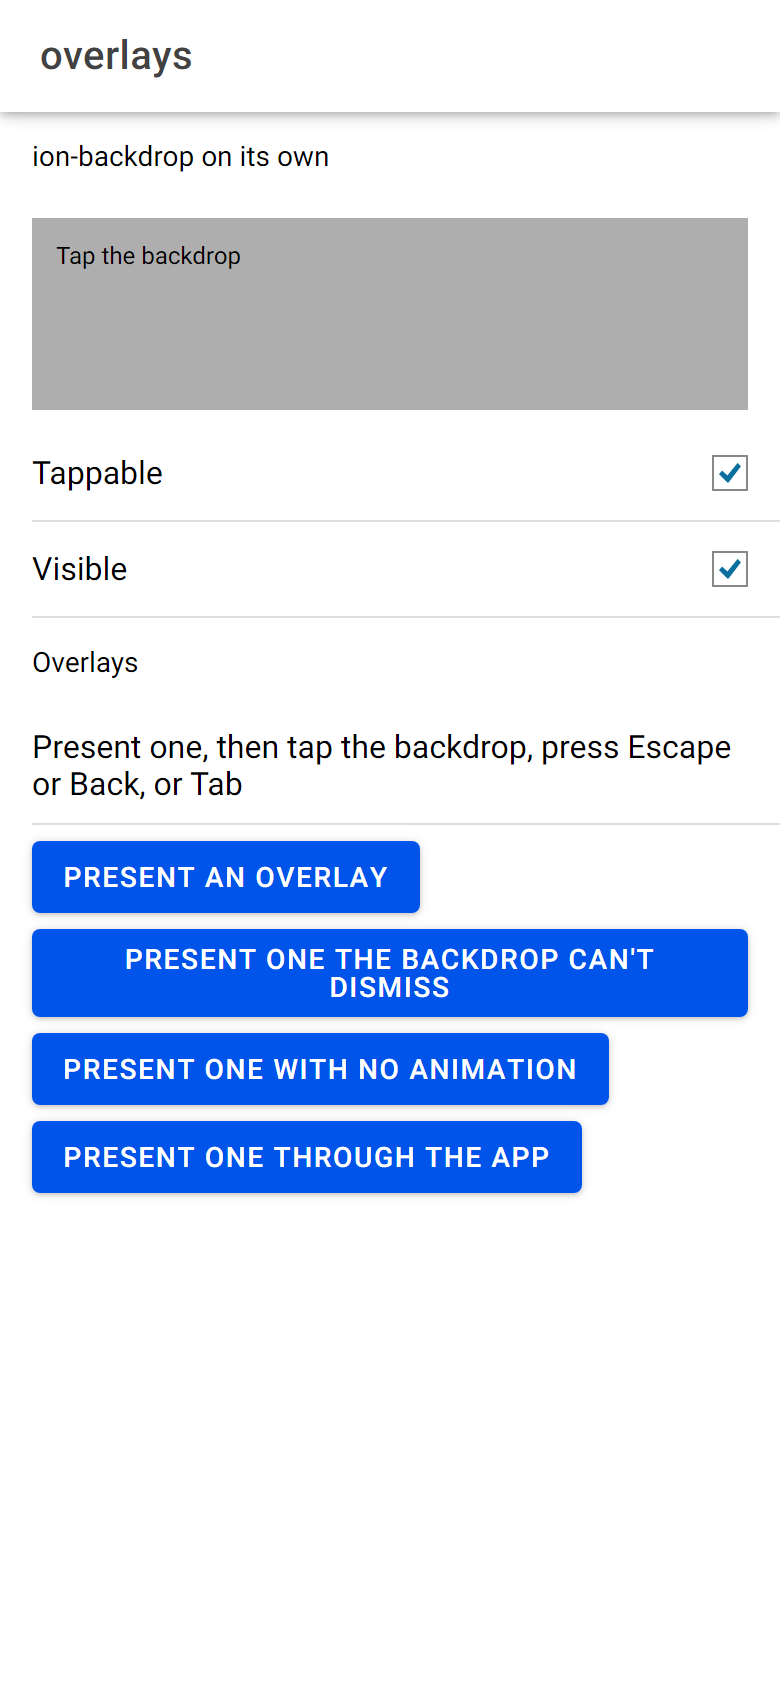 overlays
ion-backdrop on its own
Tap the backdrop
Tappable
Visible
Overlays
Present one, then tap the backdrop, press Escape
or Back, or Tab
PRESENT AN OVERLAY
PRESENT ONE THE BACKDROP CAN'T
DISMISS
PRESENT ONE WITH NO ANIMATION
PRESENT ONE THROUGH THE APP